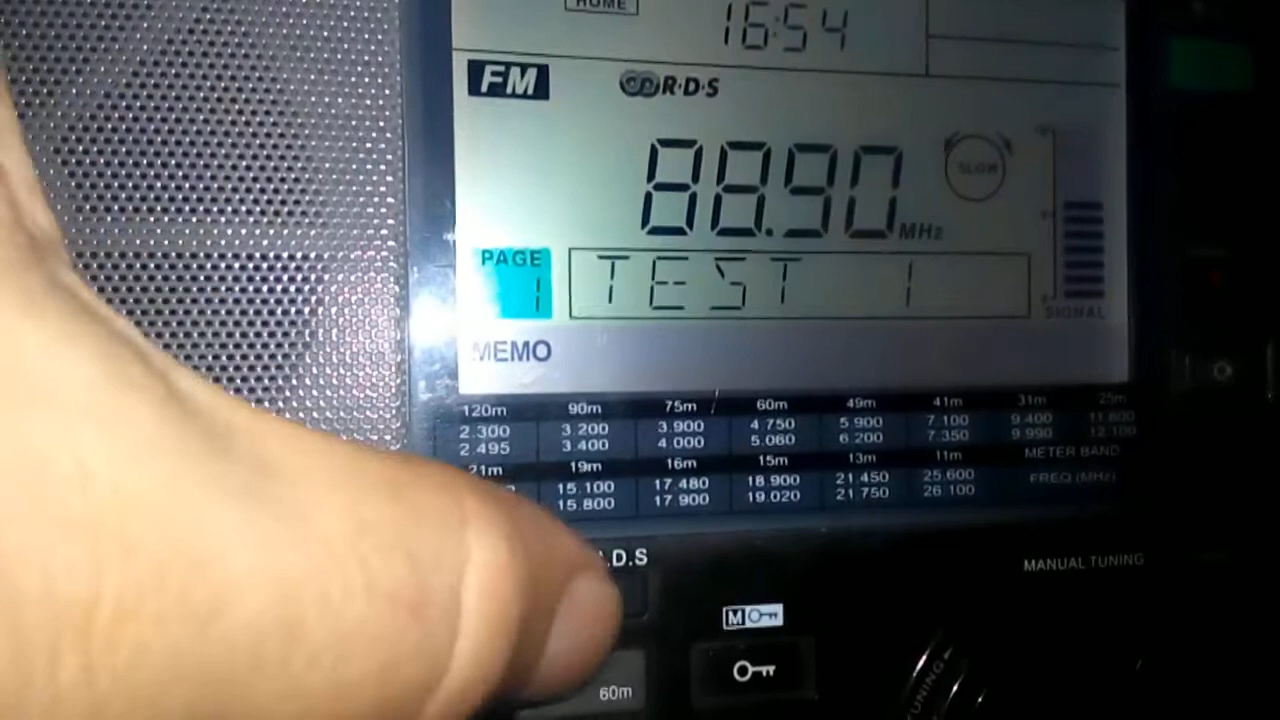 HOME
16:54
FM R·D·S
88.90 MHz
SLOW
PAGE
1
TEST 1
SIGNAL
MEMO
120m 90m 75m 60m 49m 41m 31m 25m
2.300 3.200 3.900 4.750 5.900 7.100 9.400 11.800
2.495 3.400 4.000 5.060 6.200 7.350 9.990 12.100
21m 19m 16m 15m 13m 11m METER BAND
15.100 17.480 18.900 21.450 25.600 FREQ (MHz)
15.800 17.900 19.020 21.750 26.100
.D.S
MANUAL TUNING
M
60m
TUNING